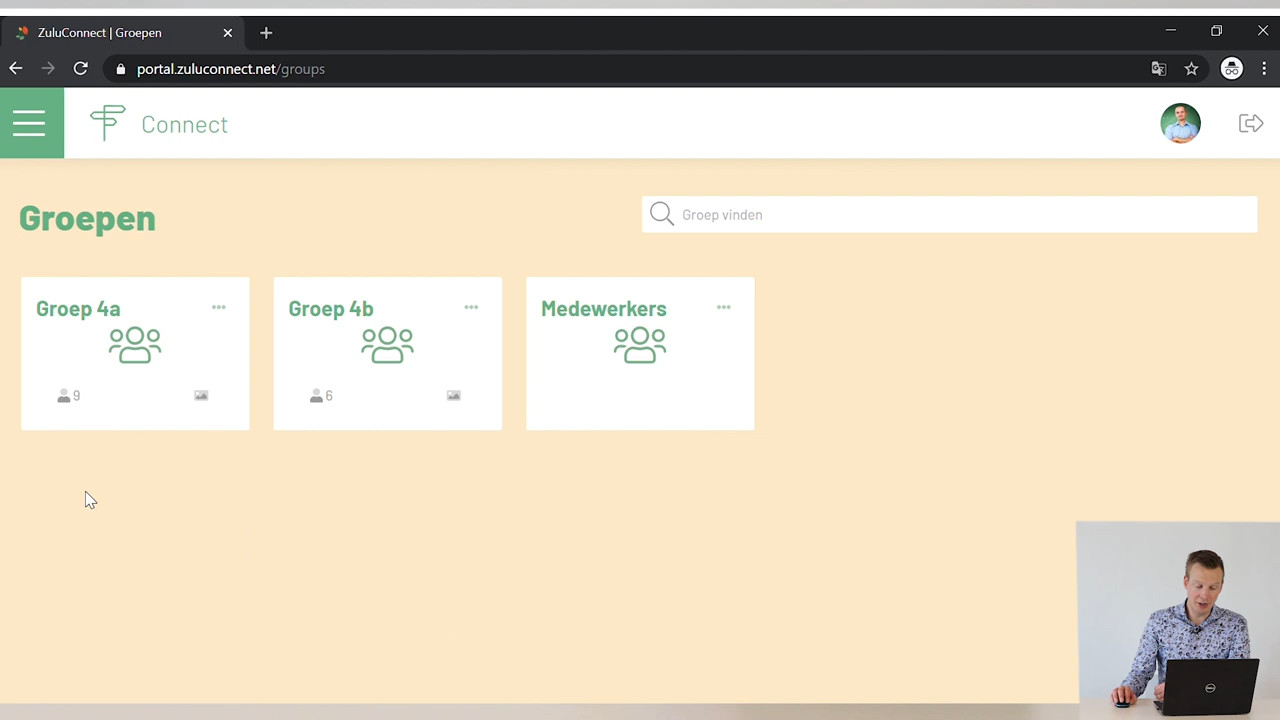 ZuluConnect | Groepen
portal.zuluconnect.net/groups
Connect
Groepen
Groep vinden
Groep 4a
Groep 4b
Medewerkers
9
6